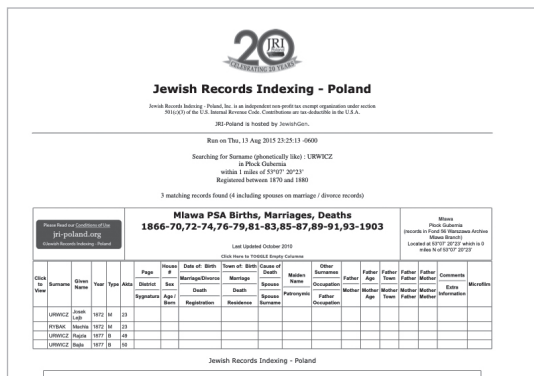 20
JRI
CELEBRATING 20 YEARS
Jewish Records Indexing - Poland
Jewish Records Indexing - Poland, Inc. is an independent non-profit tax exempt organization under section
501(c)(3) of the U.S. Internal Revenue Code. Contributions are tax-deductible in the U.S.A.
JRI-Poland is hosted by JewishGen.
Run on Thu, 13 Aug 2015 23:25:13 -0600
Searching for Surname (phonetically like) : URWICZ
in Plock Gubernia
within 1 miles of 53°07' 20°23'
Registered between 1870 and 1880
3 matching records found (4 including spouses on marriage / divorce records)
Please Read our Conditions of Use
jri-poland.org
©Jewish Records Indexing - Poland
Mlawa PSA Births, Marriages, Deaths
1866-70,72-74,76-79,81-83,85-87,89-91,93-1903
Last Updated October 2010
Click Here to TOGGLE Empty Columns
Mlawa
Plock Gubernia
(records in Fond 56 Warszawa Archive
Mlawa Branch)
Located at 53°07' 20°23' which is 0
miles N of 53°07' 20°23'
Click to View Surname Given Name Year Type Akta Page District Sygnatura House # Sex Age / Born Date of: Birth Marriage/Divorce Death Registration Town of: Birth Marriage Death Residence Cause of Death Spouse Spouse Surname Maiden Name Patronymic Other Surnames Occupation Father Occupation Father Mother Father Age Mother Age Father Town Mother Town Father Father Mother Father Father Mother Mother Mother Comments Extra Information Microfilm
URWICZ Josek Lejb 1872 M 23
RYBAK Mechla 1872 M 23
URWICZ Rajzla 1877 B 49
URWICZ Bajla 1877 B 50
Jewish Records Indexing - Poland